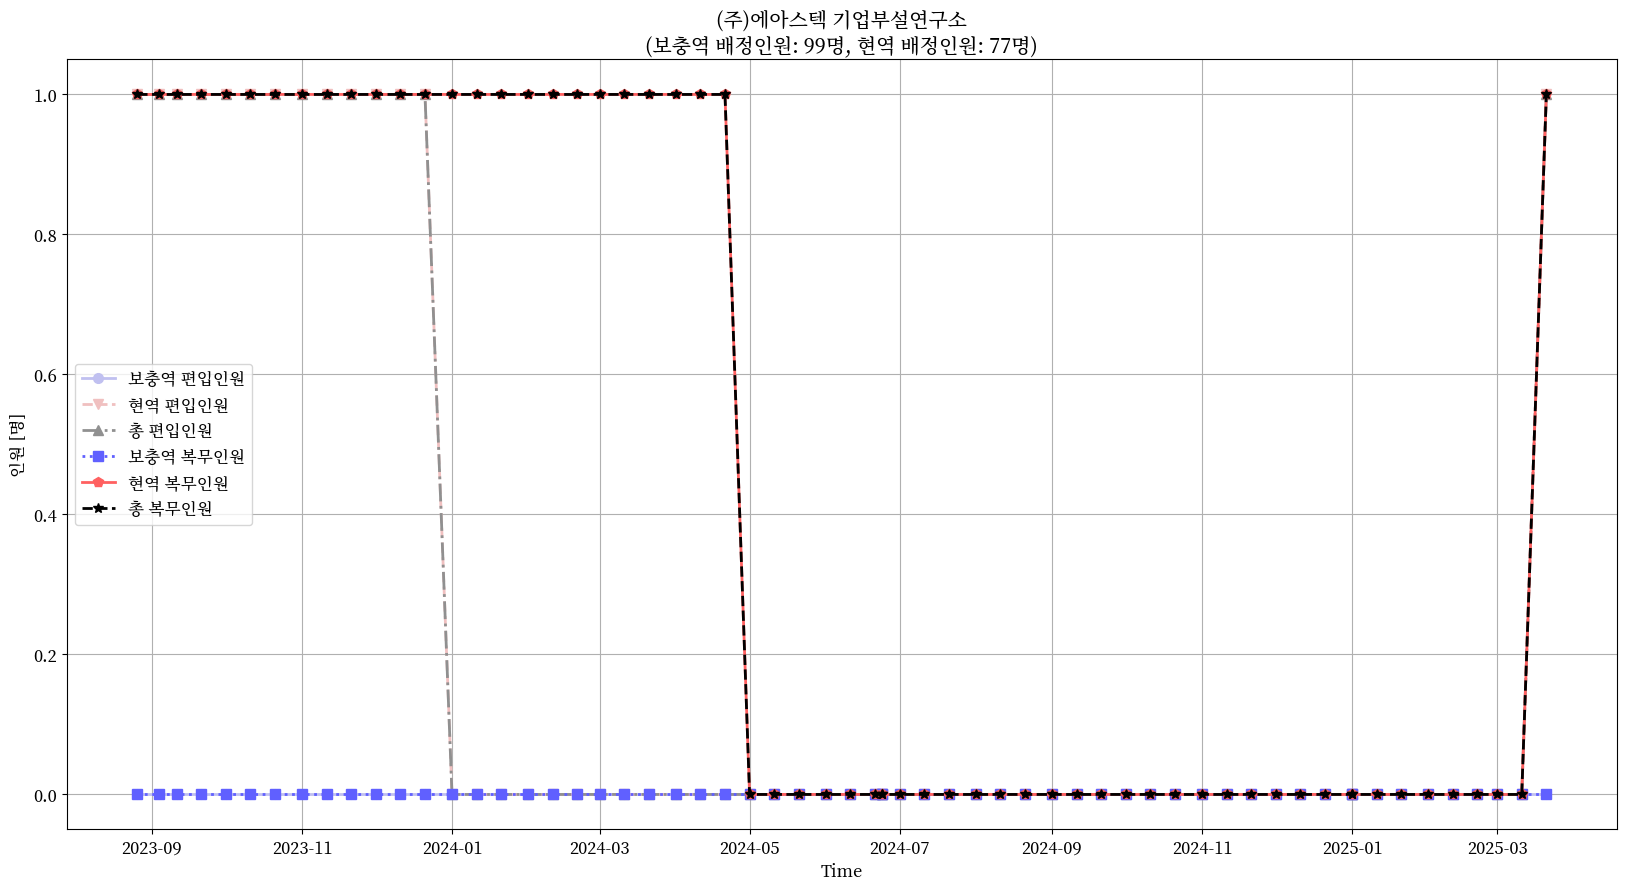 (주)에아스텍 기업부설연구소
(보충역 배정인원: 99명, 현역 배정인원: 77명)
1.0
0.8
0.6
0.4
0.2
0.0
인원 [명]
보충역 편입인원
현역 편입인원
총 편입인원
보충역 복무인원
현역 복무인원
총 복무인원
2023-09
2023-11
2024-01
2024-03
2024-05
2024-07
2024-09
2024-11
2025-01
2025-03
Time